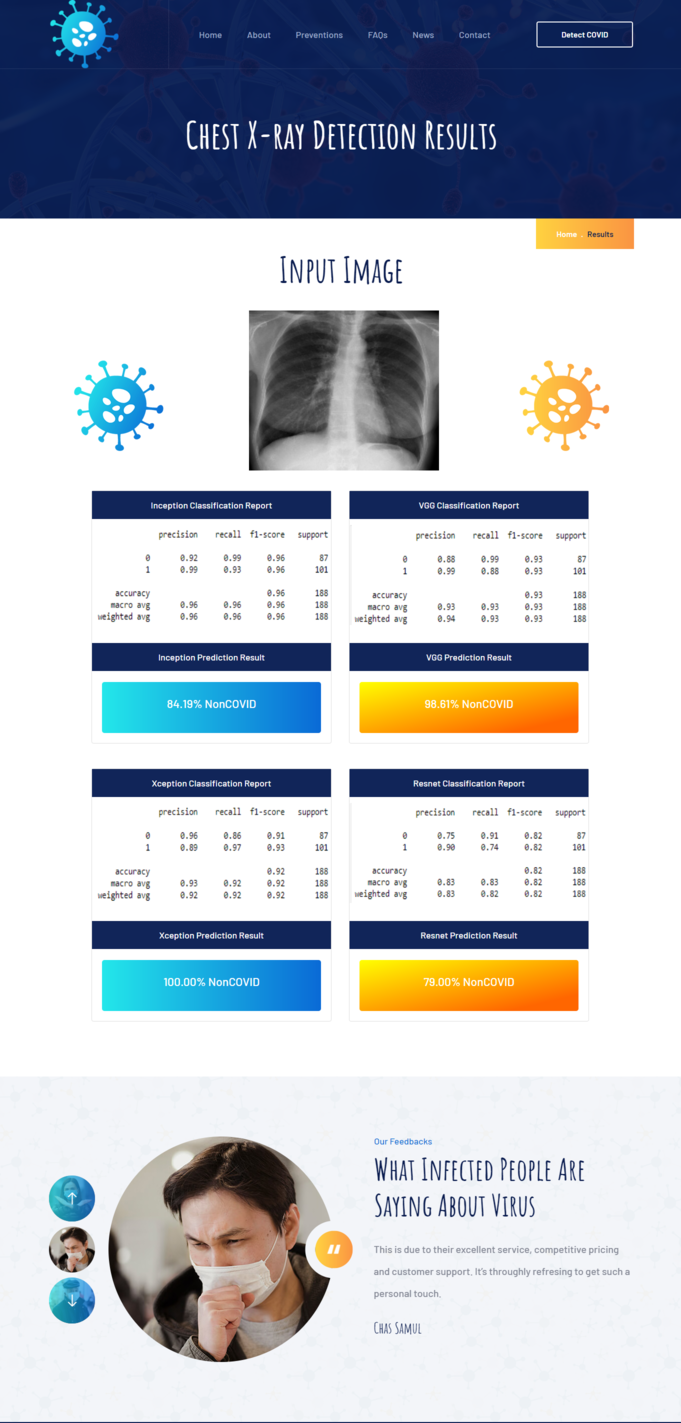 Home About Preventions FAQs News Contact Detect COVID
Chest X-ray Detection Results
Home . Results
Input Image
Inception Classification Report
precision recall f1-score support
0 0.92 0.99 0.96 87
1 0.99 0.93 0.96 101
accuracy 0.96 188
macro avg 0.96 0.96 0.96 188
weighted avg 0.96 0.96 0.96 188
Inception Prediction Result
84.19% NonCOVID
VGG Classification Report
precision recall f1-score support
0 0.88 0.99 0.93 87
1 0.99 0.88 0.93 101
accuracy 0.93 188
macro avg 0.93 0.93 0.93 188
weighted avg 0.94 0.93 0.93 188
VGG Prediction Result
98.61% NonCOVID
Xception Classification Report
precision recall f1-score support
0 0.96 0.86 0.91 87
1 0.89 0.97 0.93 101
accuracy 0.92 188
macro avg 0.93 0.92 0.92 188
weighted avg 0.92 0.92 0.92 188
Xception Prediction Result
100.00% NonCOVID
Resnet Classification Report
precision recall f1-score support
0 0.75 0.91 0.82 87
1 0.90 0.74 0.82 101
accuracy 0.82 188
macro avg 0.83 0.83 0.82 188
weighted avg 0.83 0.82 0.82 188
Resnet Prediction Result
79.00% NonCOVID
Our Feedbacks
What Infected People Are
Saying About Virus
This is due to their excellent service, competitive pricing
and customer support. It's throughly refresing to get such a
personal touch.
Chas Samul